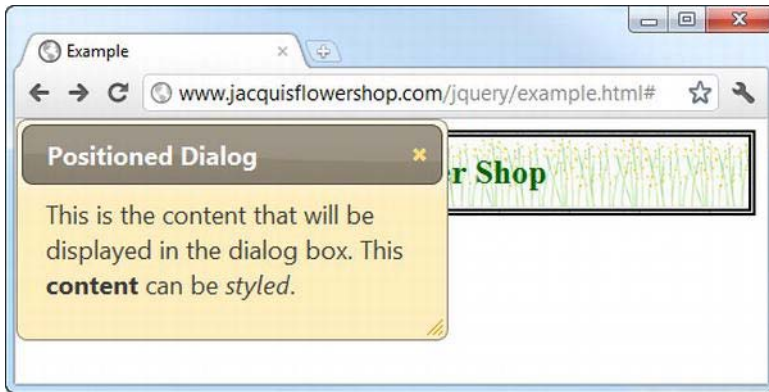 Example
www.jacquisflowershop.com/jquery/example.html#
Positioned Dialog
r Shop
This is the content that will be
displayed in the dialog box. This
content can be styled.